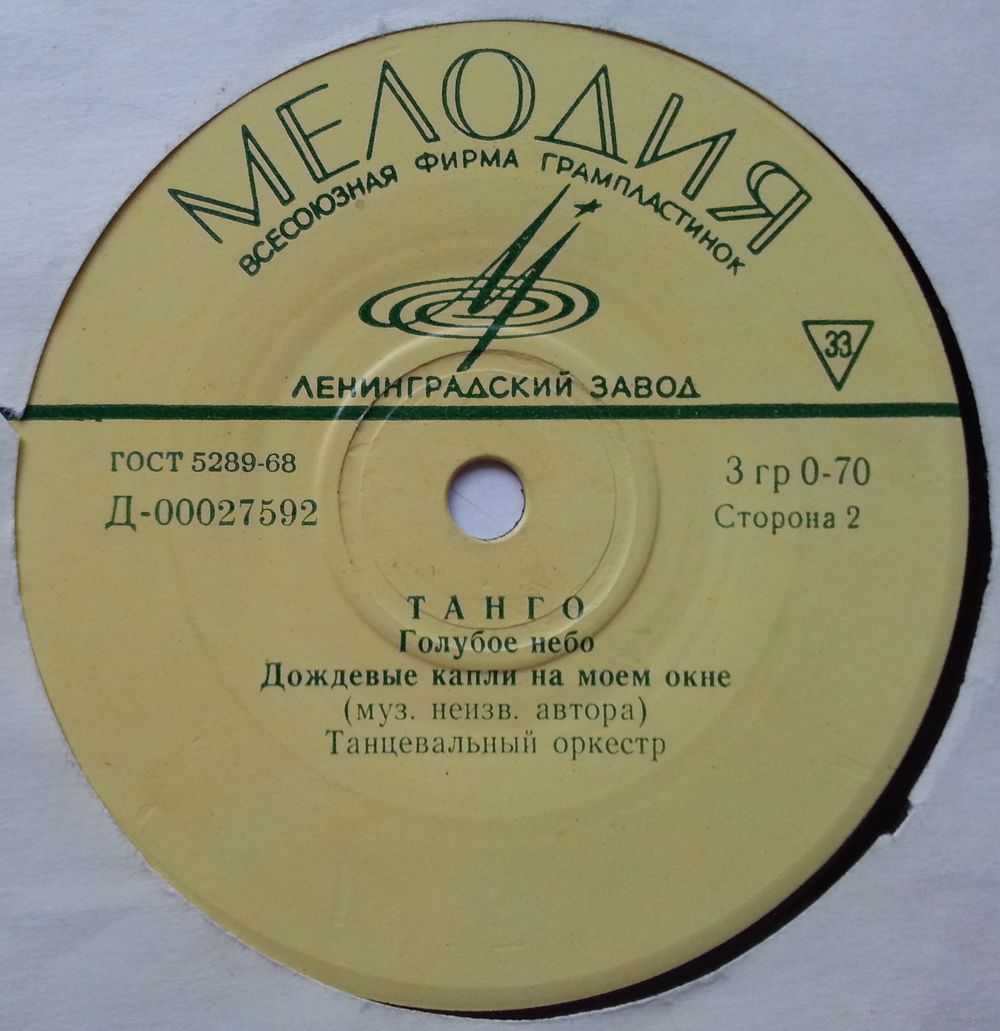 МЕЛОДИЯ
ВСЕСОЮЗНАЯ ФИРМА ГРАМПЛАСТИНОК
33
ЛЕНИНГРАДСКИЙ ЗАВОД
ГОСТ 5289-68
3 гр 0-70
Д-00027592
Сторона 2
ТАНГО
Голубое небо
Дождевые капли на моем окне
(муз. неизв. автора)
Танцевальный оркестр